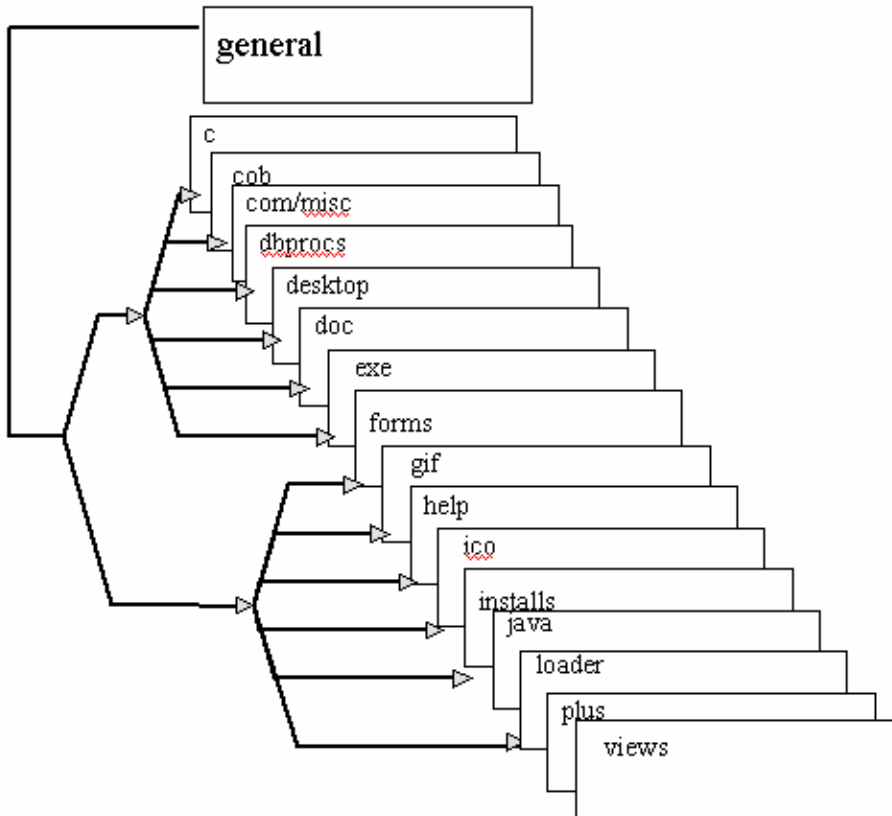 general
c
cob
com/misc
dbprocs
desktop
doc
exe
forms
gif
help
ico
installs
java
loader
plus
views